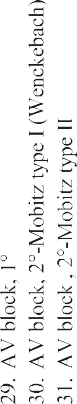 29. AV block, 1°
30. AV block, 2°-Mobitz type I (Wenckebach)
31. AV block , 2°-Mobitz type II